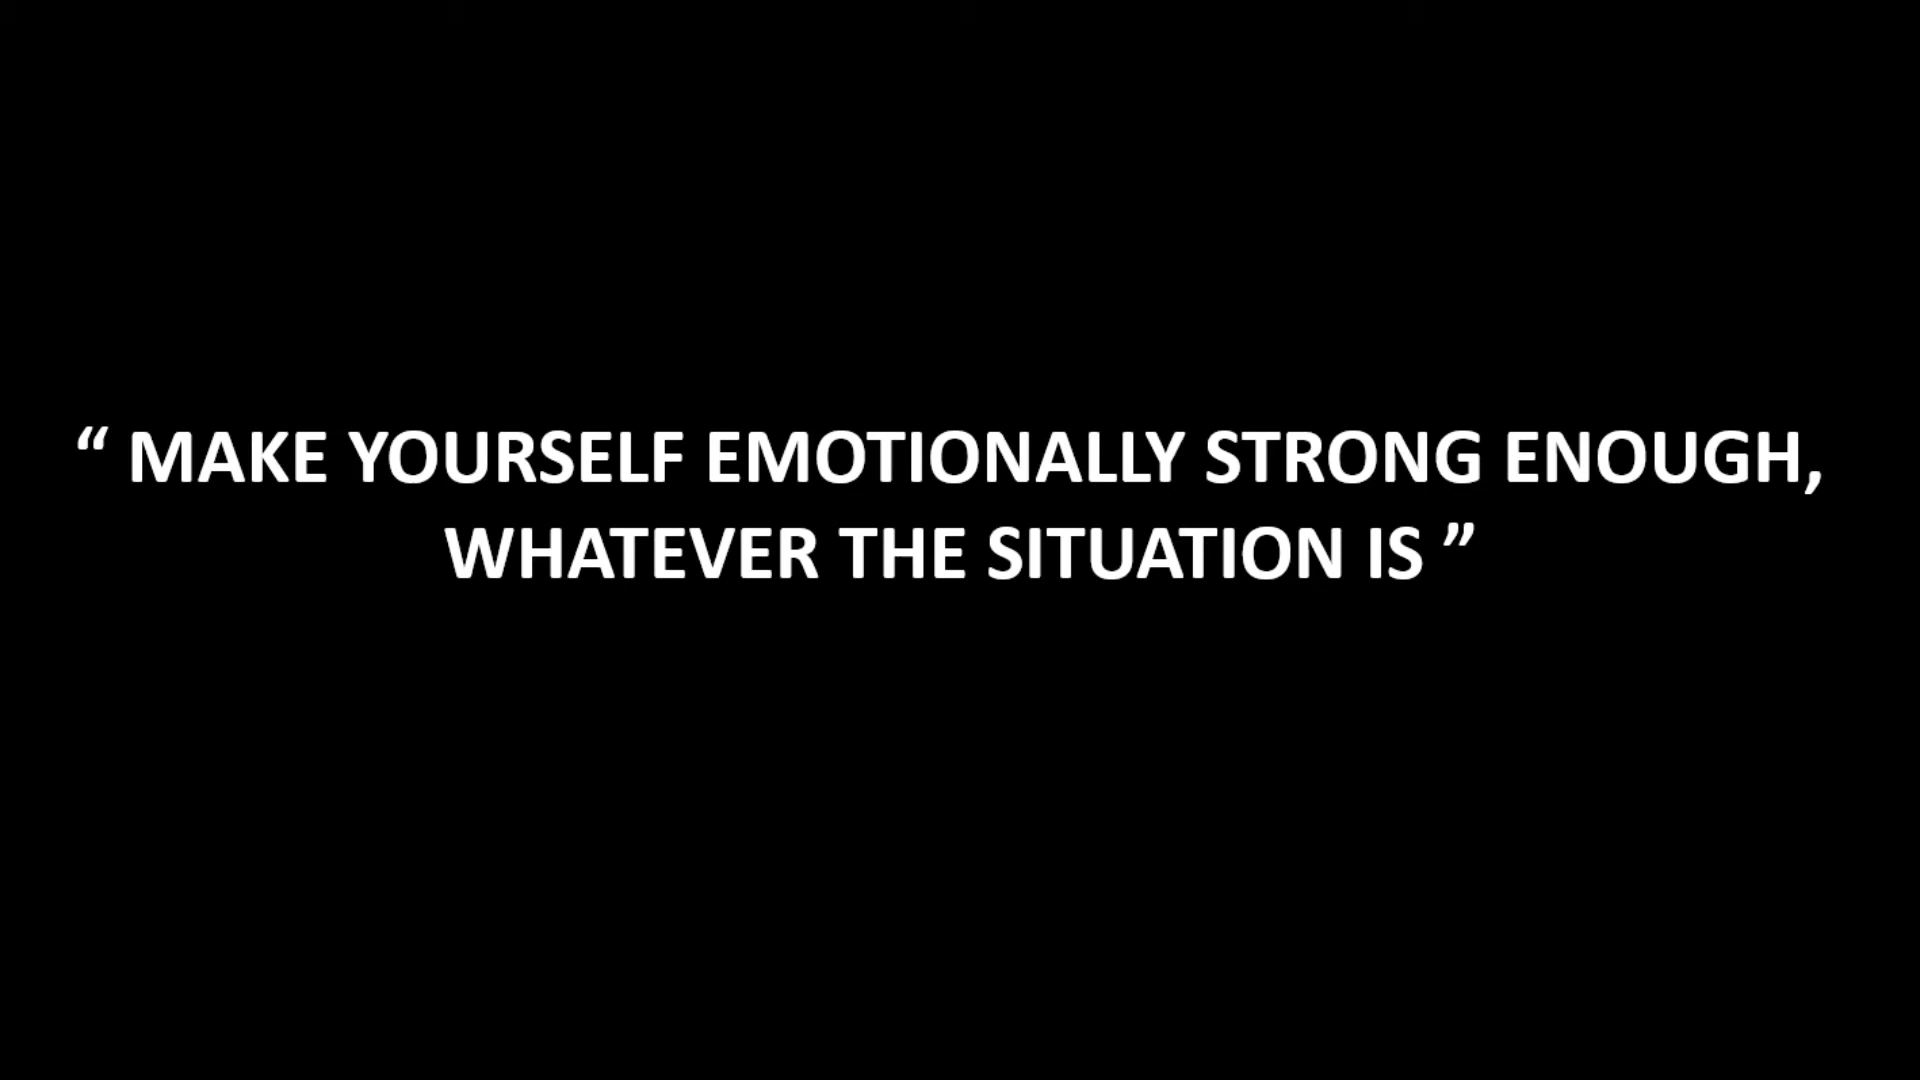 “ MAKE YOURSELF EMOTIONALLY STRONG ENOUGH,
WHATEVER THE SITUATION IS ”